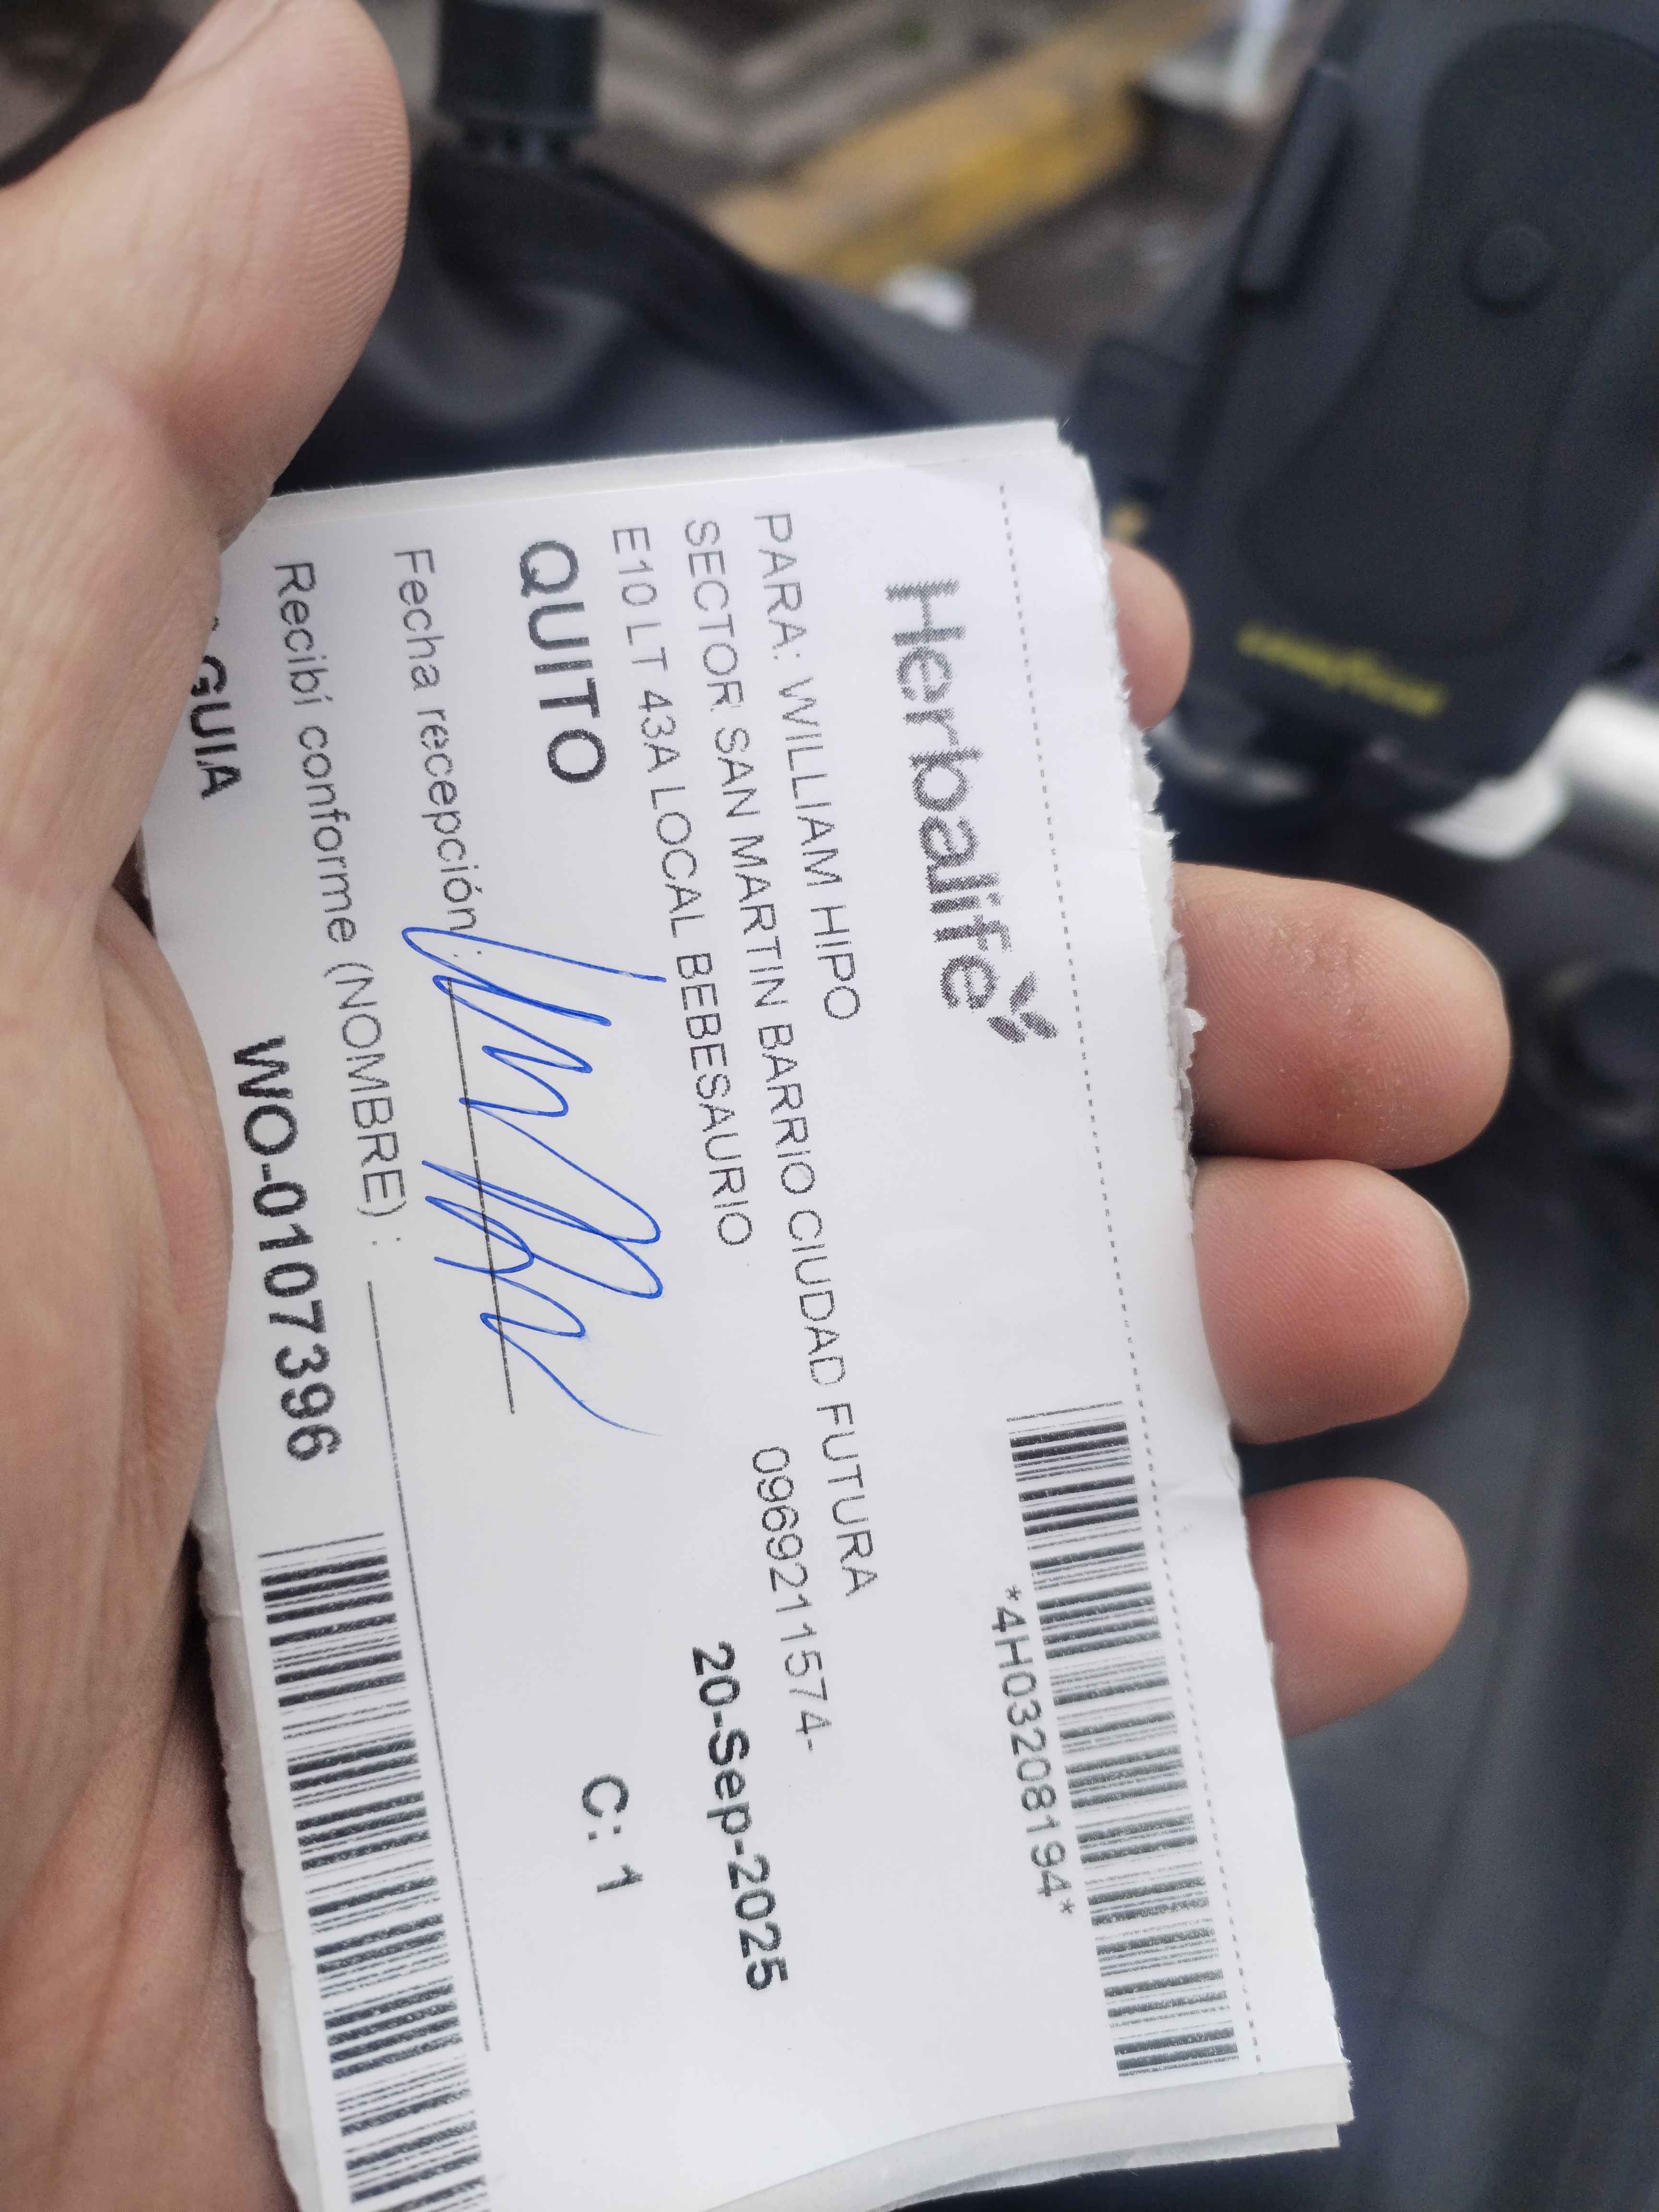 Herbalife
*4H03208194*
PARA: WILLIAM HIPO
SECTOR SAN MARTIN BARRIO CIUDAD FUTURA
E10 LT 43A LOCAL BEBESAURIO
0969211574-
QUITO
20-Sep-2025
Fecha recepción:
C: 1
Recibí conforme (NOMBRE) :
GUIA
WO-0107396